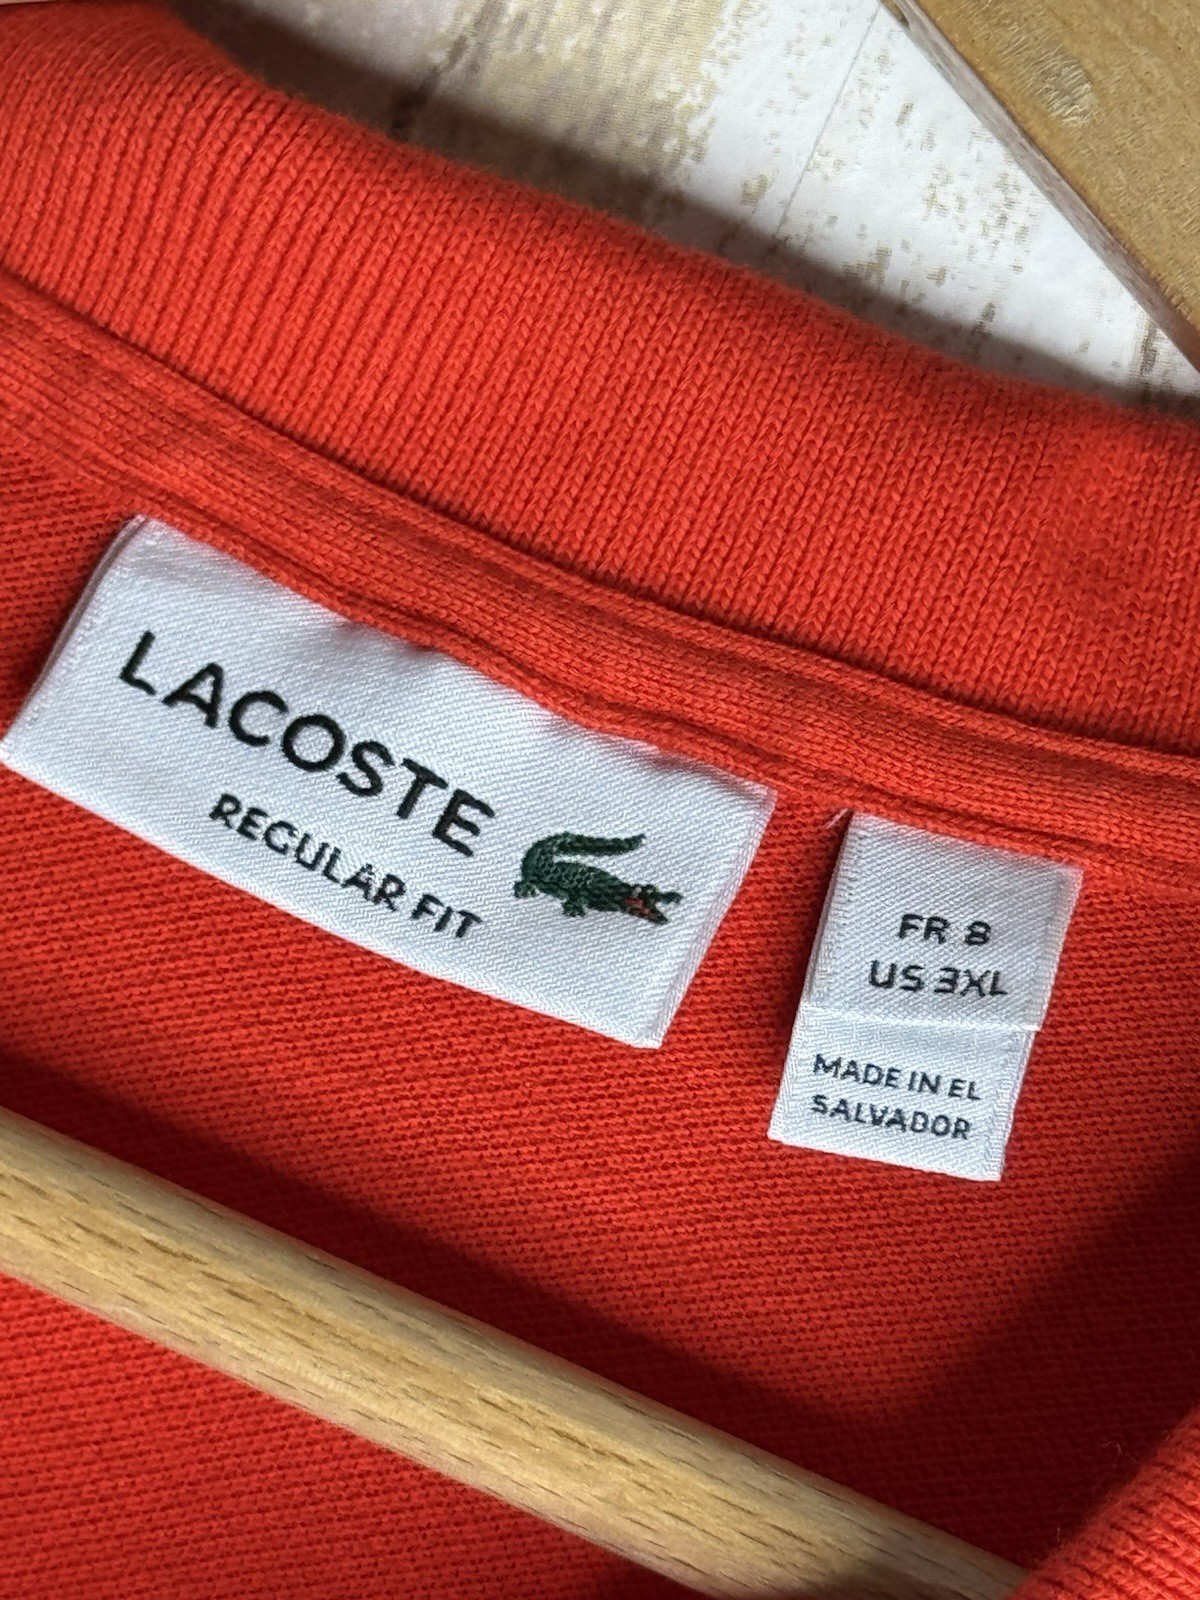 LACOSTE
REGULAR FIT
FR 8
US 3XL
MADE IN EL
SALVADOR